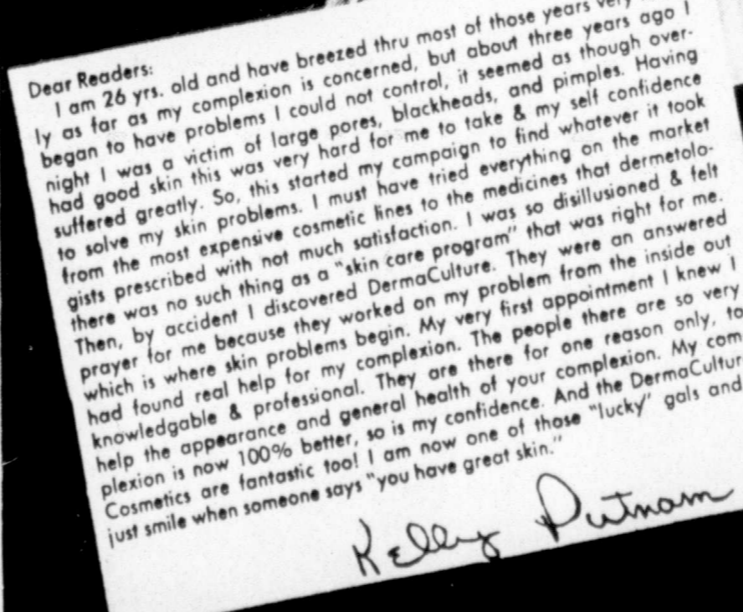 Dear Readers:
I am 26 yrs. old and have breezed thru most of those years very
ly as far as my complexion is concerned, but about three years ago I
began to have problems I could not control, it seemed as though over-
night I was a victim of large pores, blackheads, and pimples. Having
had good skin this was very hard for me to take & my self confidence
suffered greatly. So, this started my campaign to find whatever it took
to solve my skin problems. I must have tried everything on the market
from the most expensive cosmetic lines to the medicines that dermetolo-
gists prescribed with not much satisfaction. I was so disillusioned & felt
there was no such thing as a "skin care program" that was right for me.
Then, by accident I discovered DermaCulture. They were an answered
prayer for me because they worked on my problem from the inside out
which is where skin problems begin. My very first appointment I knew I
had found real help for my complexion. The people there are so very
knowledgable & professional. They are there for one reason only, to
help the appearance and general health of your complexion. My com
plexion is now 100% better, so is my confidence. And the DermaCultur
Cosmetics are fantastic too! I am now one of those "lucky" gals and
just smile when someone says "you have great skin."
Kelly Putnam